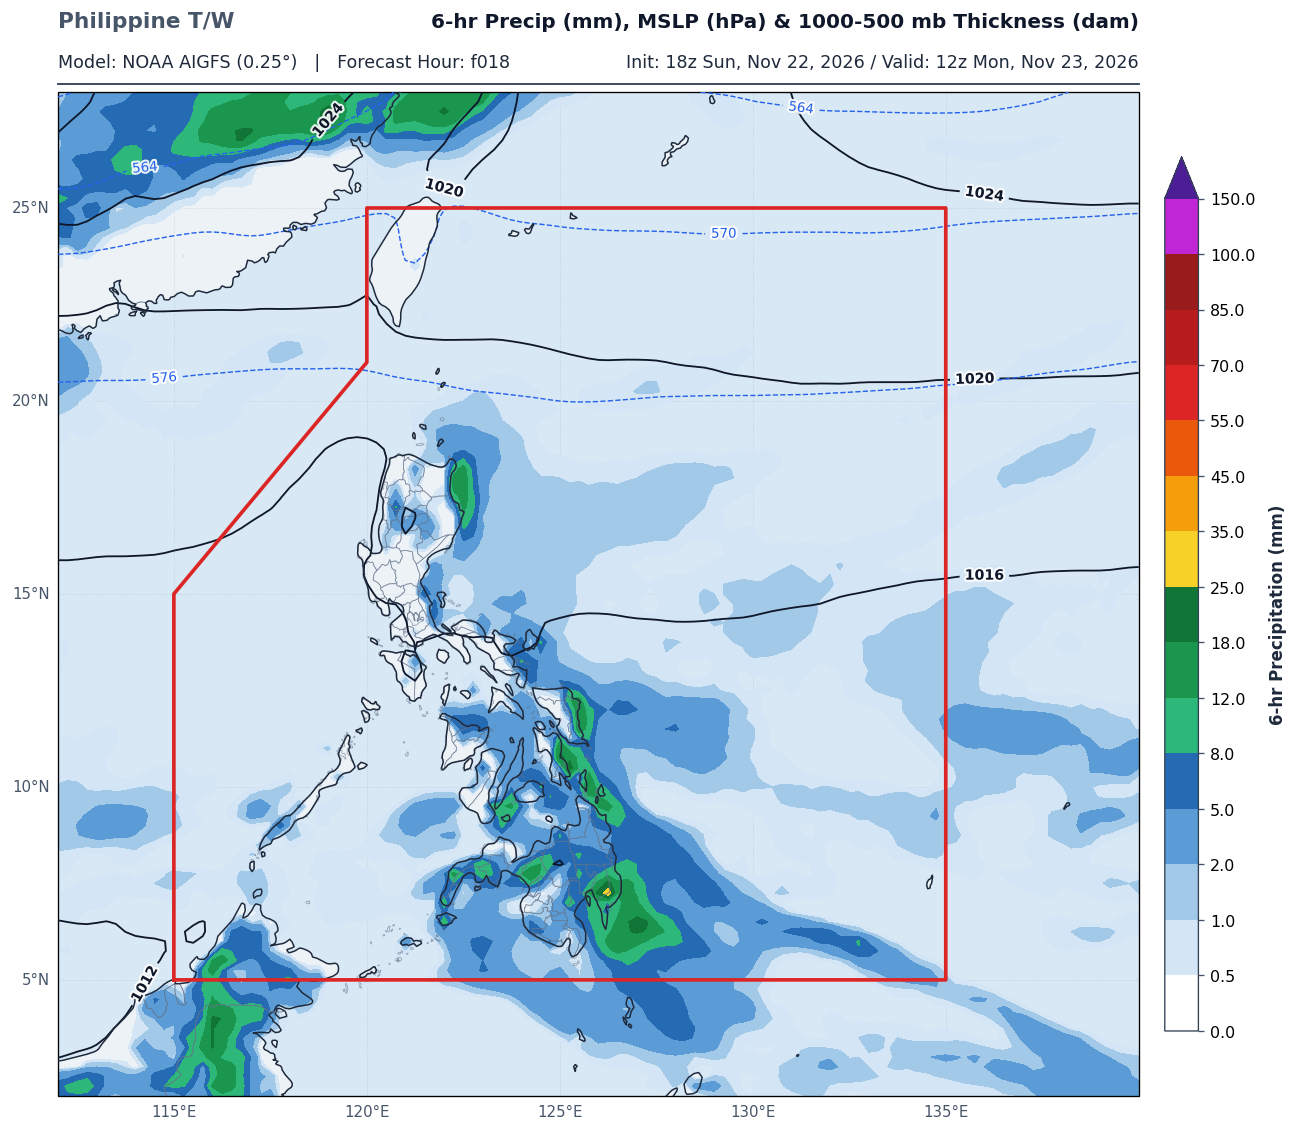 Philippine T/W
6-hr Precip (mm), MSLP (hPa) & 1000-500 mb Thickness (dam)
Model: NOAA AIGFS (0.25°) | Forecast Hour: f018
Init: 18z Sun, Nov 22, 2026 / Valid: 12z Mon, Nov 23, 2026
1024
564
564
1020
1024
570
576
1020
1016
1012
25°N
20°N
15°N
10°N
5°N
115°E
120°E
125°E
130°E
135°E
150.0
100.0
85.0
70.0
55.0
45.0
35.0
25.0
18.0
12.0
8.0
5.0
2.0
1.0
0.5
0.0
6-hr Precipitation (mm)